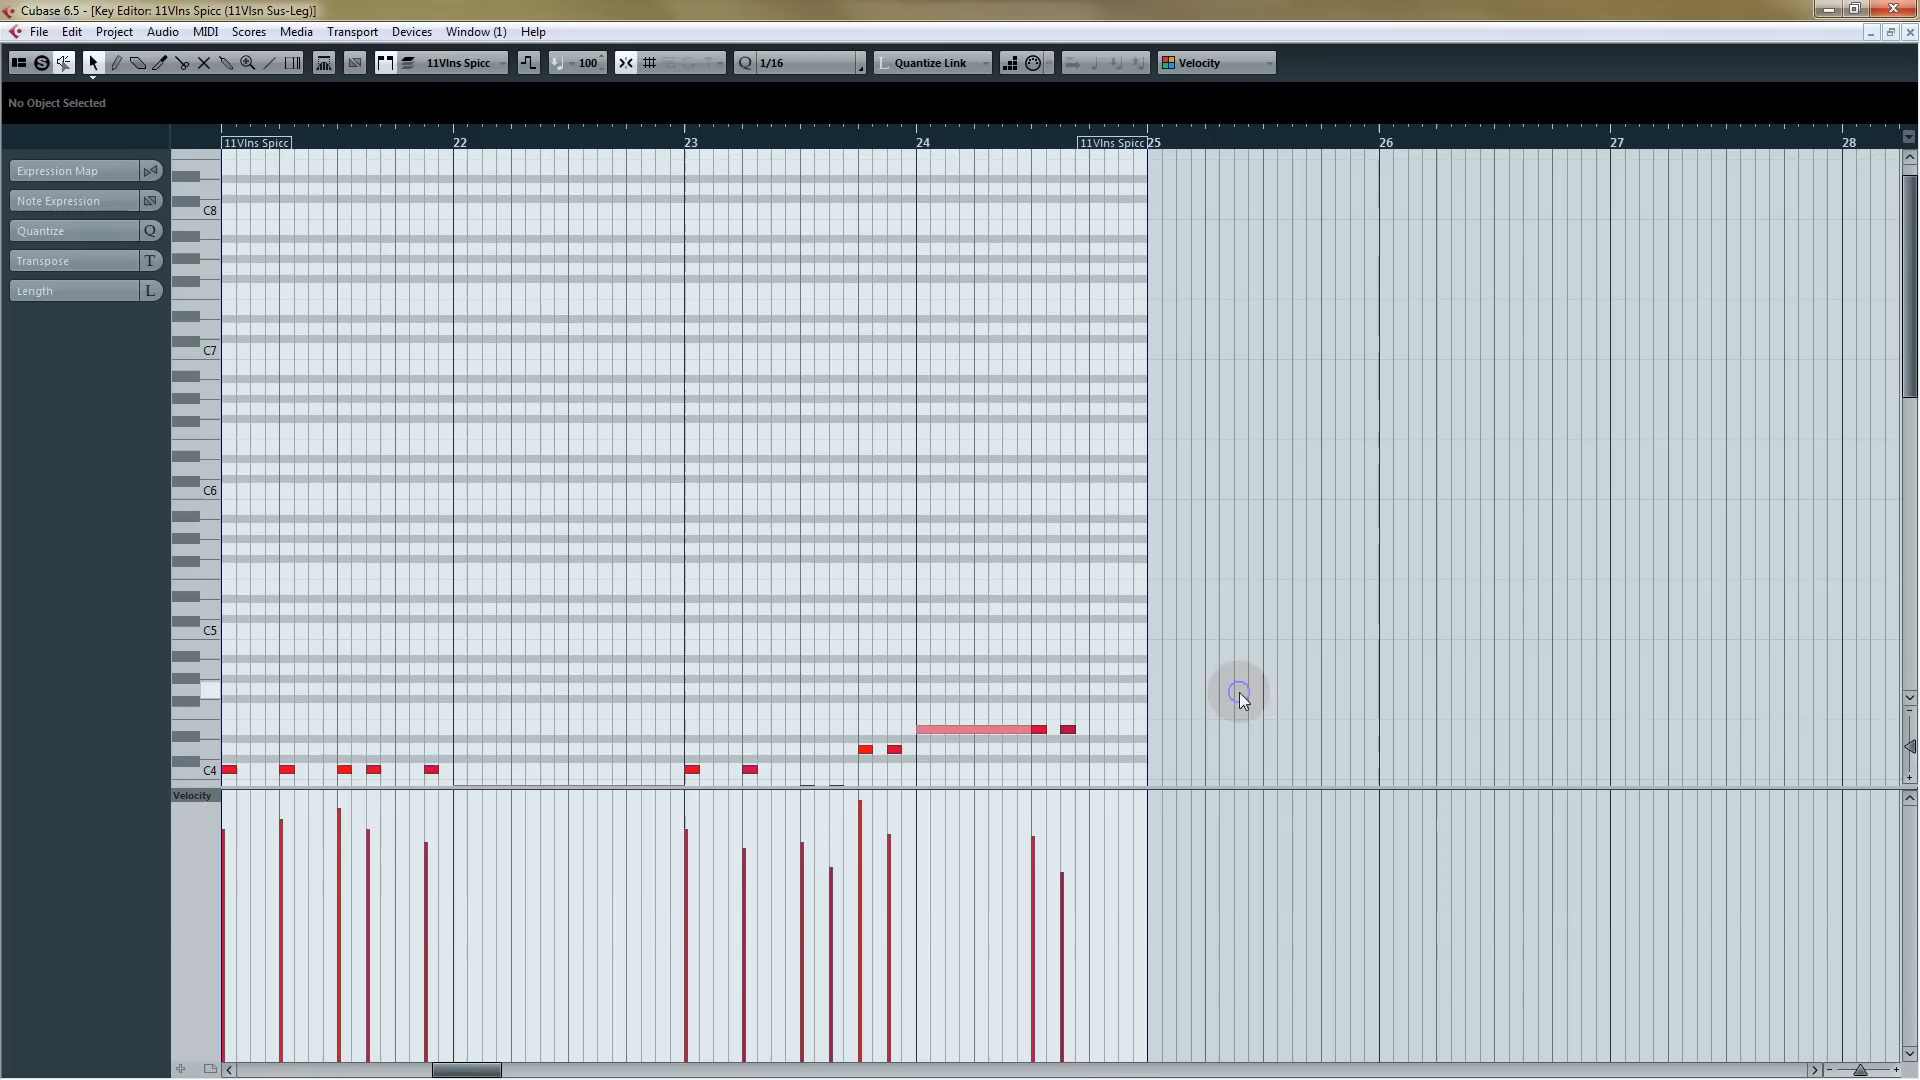 Cubase 6.5 - [Key Editor: 11Vlns Spicc (11Vlsn Sus-Leg)]
File Edit Project Audio MIDI Scores Media Transport Devices Window (1) Help
11Vlns Spicc 100 Q 1/16 L Quantize Link Velocity
No Object Selected
11Vlns Spicc 22 23 24 11Vlns Spicc 25 26 27 28
Expression Map
Note Expression
Quantize Q
Transpose T
Length L
C8
C7
C6
C5
C4
Velocity